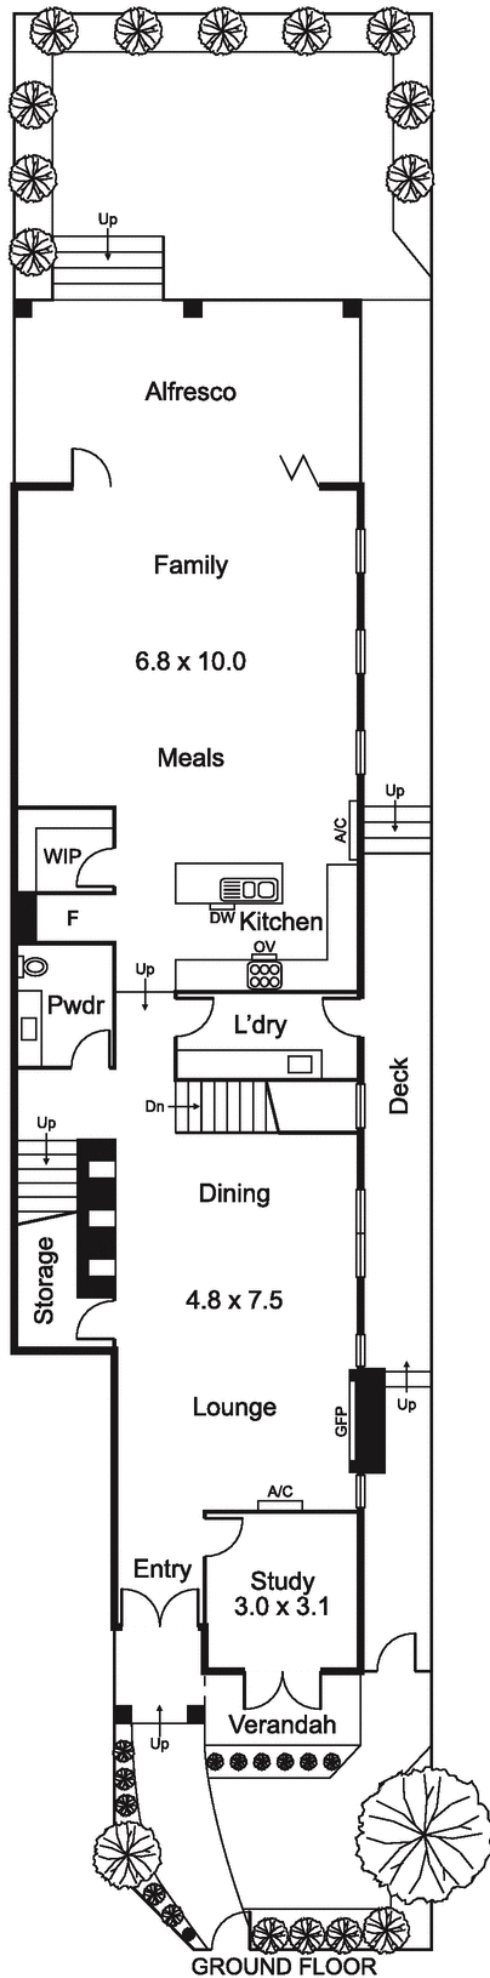 Up
Alfresco
Family
6.8 x 10.0
Meals
Up
A/C
WIP
DW
Kitchen
F
OV
Up
Pwdr
L'dry
Deck
Dn
Up
Dining
Storage
4.8 x 7.5
Lounge
GFP
Up
A/C
Entry
Study
3.0 x 3.1
Verandah
Up
GROUND FLOOR